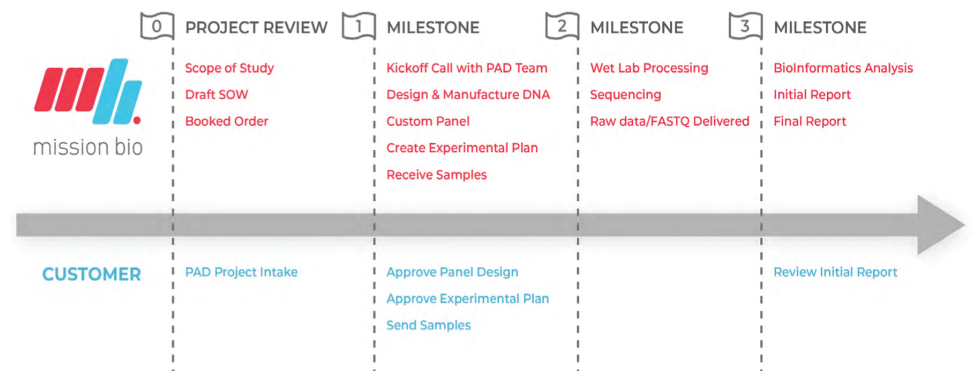 0 PROJECT REVIEW
1 MILESTONE
2 MILESTONE
3 MILESTONE
mission bio
Scope of Study
Draft SOW
Booked Order
Kickoff Call with PAD Team
Design & Manufacture DNA
Custom Panel
Create Experimental Plan
Receive Samples
Wet Lab Processing
Sequencing
Raw data/FASTQ Delivered
BioInformatics Analysis
Initial Report
Final Report
CUSTOMER
PAD Project Intake
Approve Panel Design
Approve Experimental Plan
Send Samples
Review Initial Report